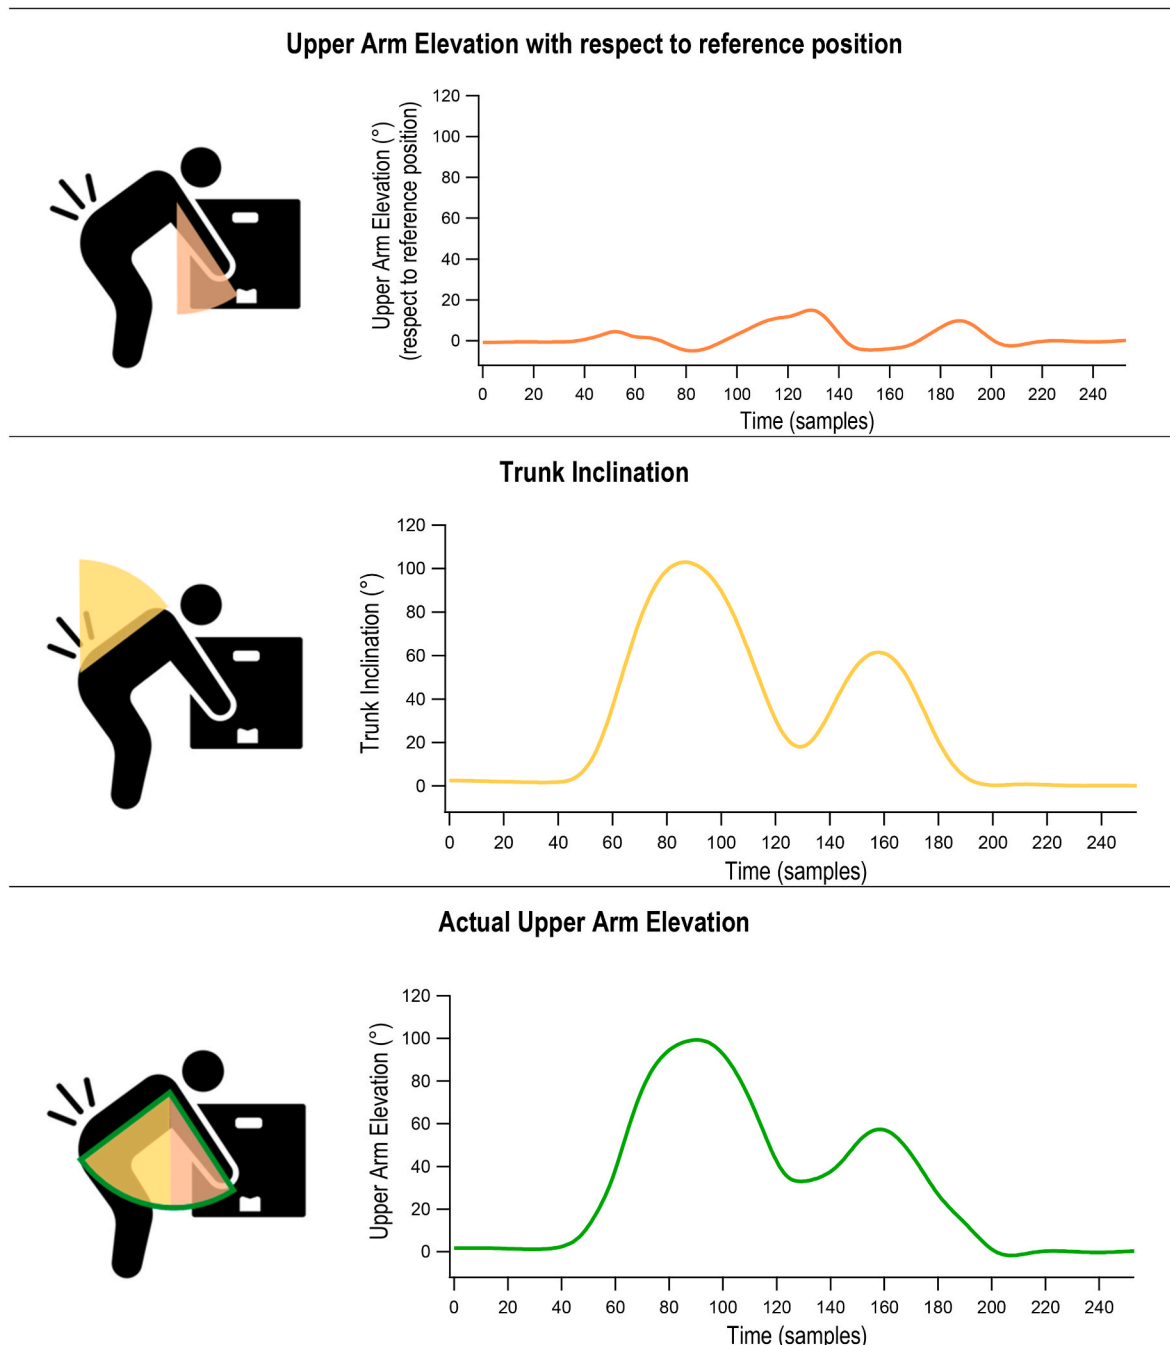 Upper Arm Elevation with respect to reference position
Upper Arm Elevation (°)
(respect to reference position)
120
100
80
60
40
20
0
0 20 40 60 80 100 120 140 160 180 200 220 240
Time (samples)
Trunk Inclination
Trunk Inclination (°)
120
100
80
60
40
20
0
0 20 40 60 80 100 120 140 160 180 200 220 240
Time (samples)
Actual Upper Arm Elevation
Upper Arm Elevation (°)
120
100
80
60
40
20
0
0 20 40 60 80 100 120 140 160 180 200 220 240
Time (samples)